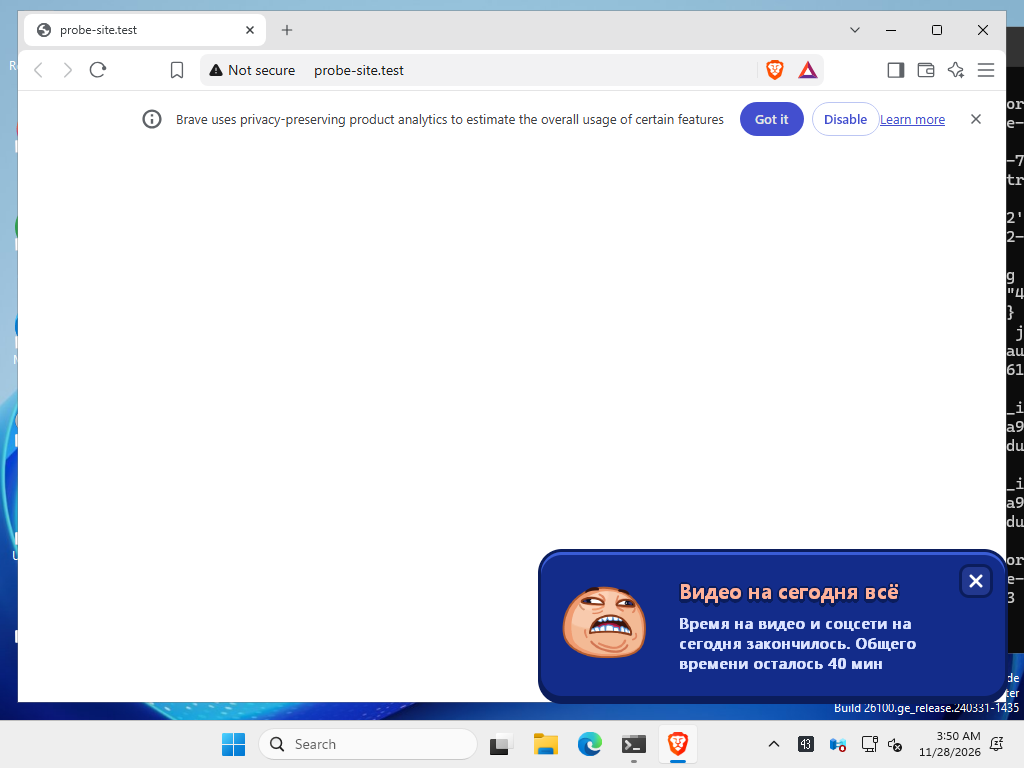 probe-site.test
Not secure probe-site.test
Brave uses privacy-preserving product analytics to estimate the overall usage of certain features
Got it
Disable
Learn more
Видео на сегодня всё
Время на видео и соцсети на
сегодня закончилось. Общего
времени осталось 40 мин
Build 26100.ge_release.240331-1435
Search
43
3:50 AM
11/28/2026